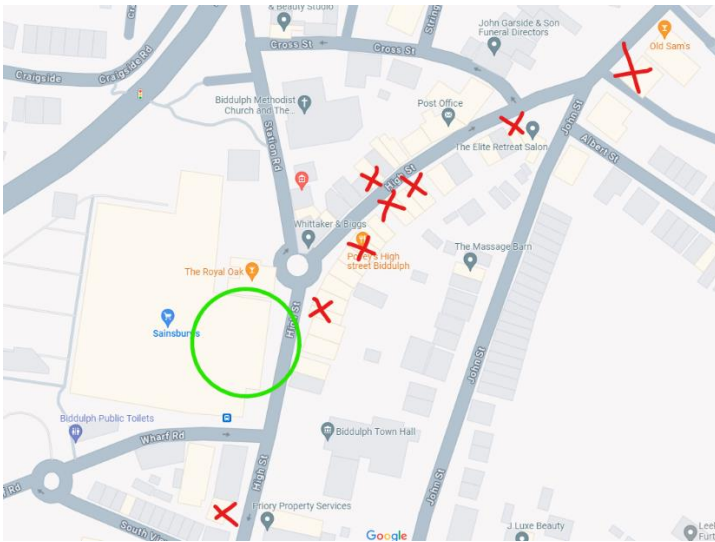 & Beauty Studio
John Garside & Son
Funeral Directors
Old Sam's
Cross St
Cross St
Craigside
Craigside Rd
Biddulph Methodist
Church and The...
Post Office
Station Rd
The Elite Retreat Salon
John St
Albert St
High St
Whittaker & Biggs
High
street Biddulph
The Massage Barn
The Royal Oak
Sainsbury's
High St
John St
Biddulph Public Toilets
Wharf Rd
Biddulph Town Hall
High St
John St
Priory Property Services
South
J Luxe Beauty
Google